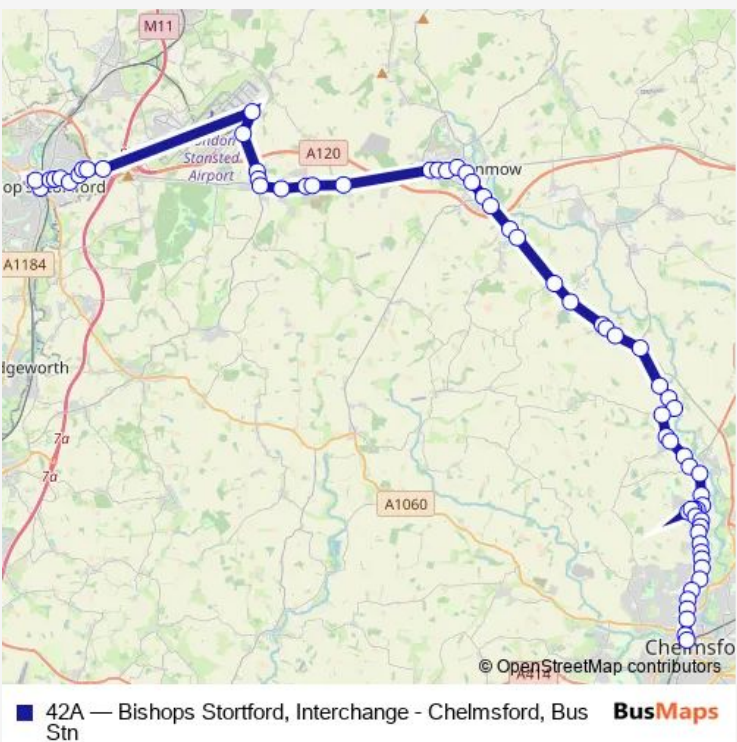 M11
London
Stansted
Airport
A120
nmow
op's Stortford
A1184
dgeworth
7a
7a
A1060
Chelmsfo
© OpenStreetMap contributors
A414
42A — Bishops Stortford, Interchange - Chelmsford, Bus
Stn
BusMaps